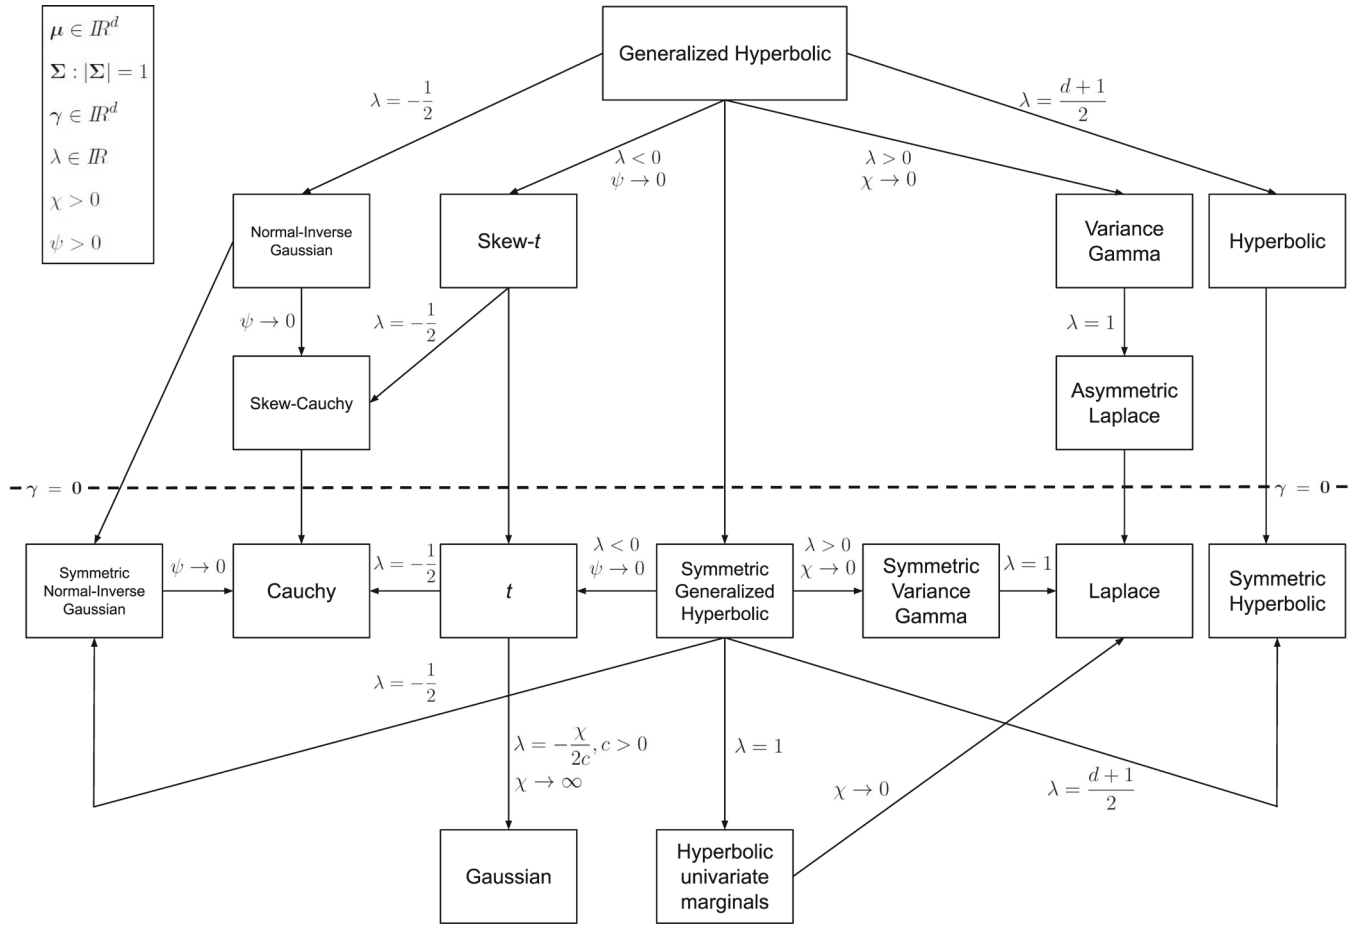 μ ∈ ℝ^d
Σ : |Σ| = 1
γ ∈ ℝ^d
λ ∈ ℝ
χ > 0
ψ > 0
Generalized Hyperbolic
λ = −1/2
λ = (d + 1)/2
λ < 0
ψ → 0
λ > 0
χ → 0
Normal-Inverse
Gaussian
Skew-t
Variance
Gamma
Hyperbolic
ψ → 0
λ = −1/2
λ = 1
Skew-Cauchy
Asymmetric
Laplace
γ = 0
γ = 0
Symmetric
Normal-Inverse
Gaussian
ψ → 0
Cauchy
λ = −1/2
t
λ < 0
ψ → 0
Symmetric
Generalized
Hyperbolic
λ > 0
χ → 0
Symmetric
Variance
Gamma
λ = 1
Laplace
Symmetric
Hyperbolic
λ = −1/2
λ = −χ/2c, c > 0
χ → ∞
λ = 1
χ → 0
λ = (d + 1)/2
Gaussian
Hyperbolic
univariate
marginals